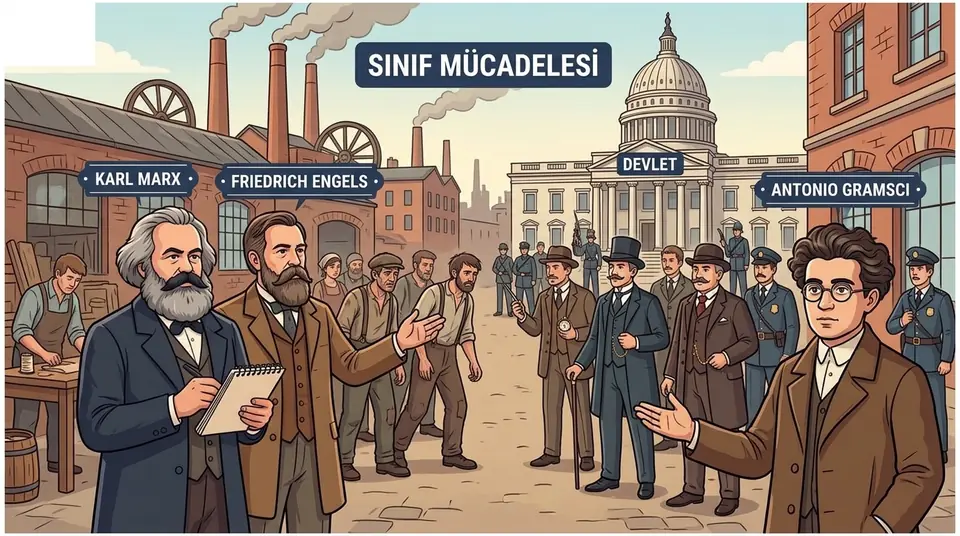 SINIF MÜCADELESİ
KARL MARX
FRIEDRICH ENGELS
DEVLET
ANTONIO GRAMSCI